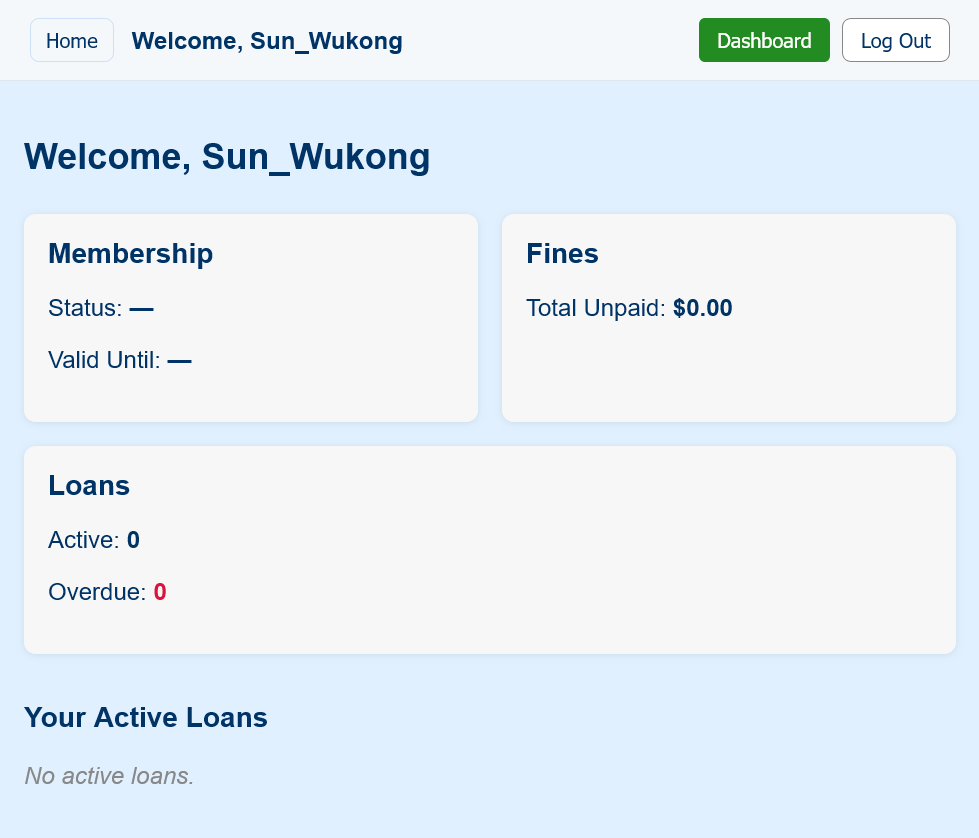 Home Welcome, Sun_Wukong Dashboard Log Out
Welcome, Sun_Wukong
Membership
Status: —
Valid Until: —
Fines
Total Unpaid: $0.00
Loans
Active: 0
Overdue: 0
Your Active Loans
No active loans.